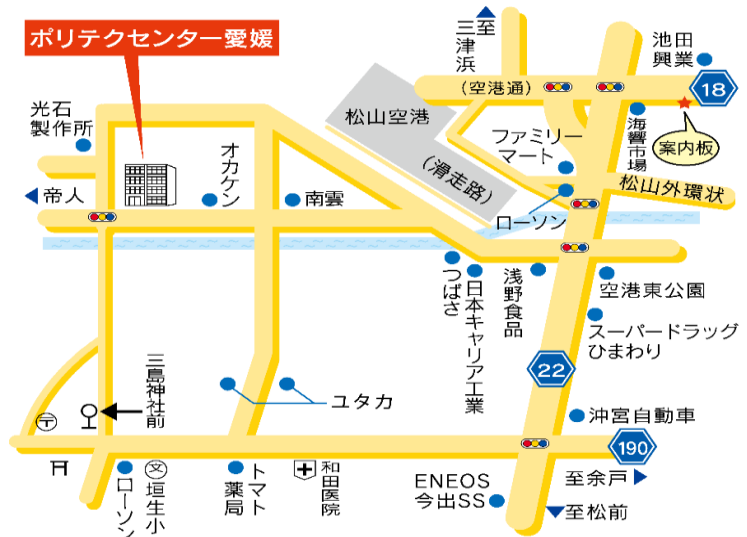 ポリテクセンター愛媛
至
三津浜
池田
興業
(空港通)
18
光石
製作所
松山空港
(滑走路)
オカケン
ファミリー
マート
海響市場
案内板
帝人
南雲
ローソン
松山外環状
つばさ
日本キャリア工業
浅野食品
空港東公園
スーパードラッグ
ひまわり
22
三島神社前
ユタカ
沖宮自動車
〒
190
文
垣生小
ローソン
トマト
薬局
和田医院
ENEOS
今出SS
至余戸
至松前